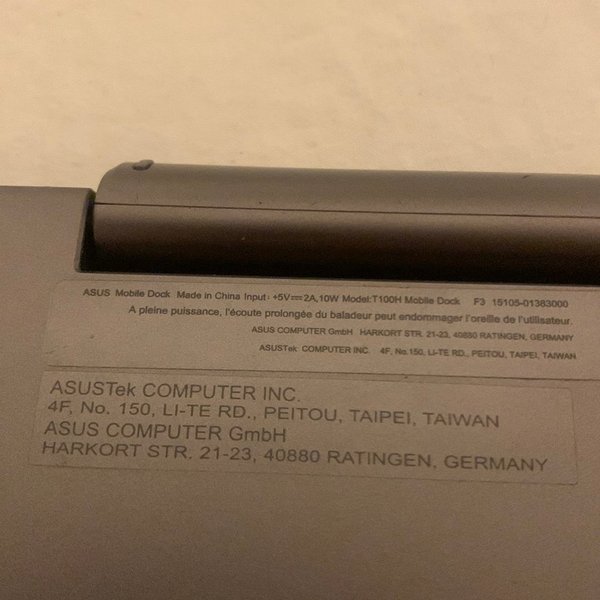 ASUS Mobile Dock Made in China Input: +5V⎓2A,10W Model:T100H Mobile Dock F3 15105-01383000
A pleine puissance, l'écoute prolongée du baladeur peut endommager l'oreille de l'utilisateur.
ASUS COMPUTER GmbH HARKORT STR. 21-23, 40880 RATINGEN, GERMANY
ASUSTek COMPUTER INC. 4F, No. 150, LI-TE RD., PEITOU, TAIPEI, TAIWAN
ASUSTek COMPUTER INC.
4F, No. 150, LI-TE RD., PEITOU, TAIPEI, TAIWAN
ASUS COMPUTER GmbH
HARKORT STR. 21-23, 40880 RATINGEN, GERMANY